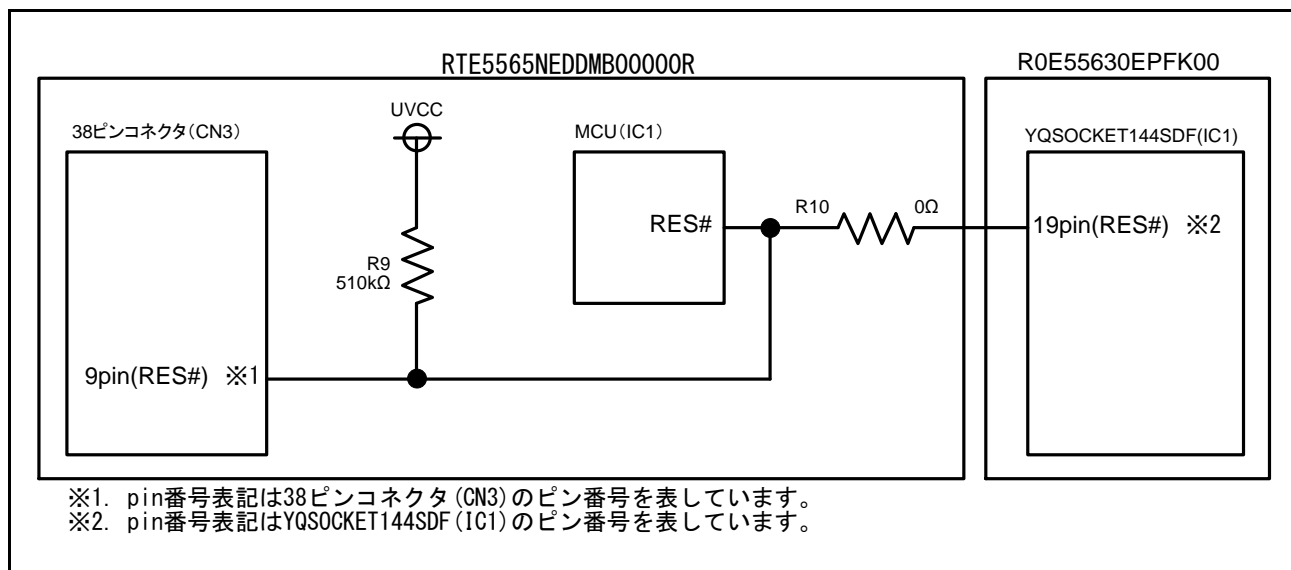 RTE5565NEDDMB00000R
R0E55630EPFK00
38ピンコネクタ(CN3)
UVCC
MCU(IC1)
YQSOCKET144SDF(IC1)
RES#
R10 0Ω
19pin(RES#) ※2
R9
510kΩ
9pin(RES#) ※1
※1. pin番号表記は38ピンコネクタ(CN3)のピン番号を表しています。
※2. pin番号表記はYQSOCKET144SDF(IC1)のピン番号を表しています。